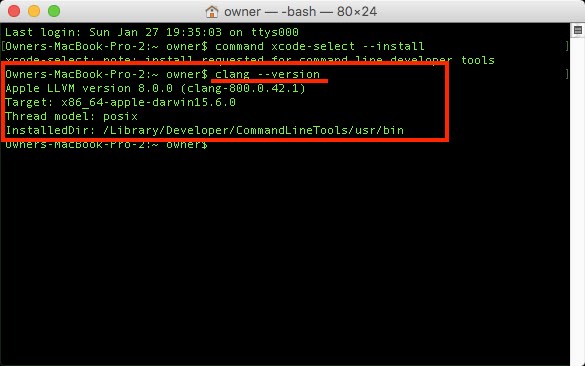 owner — -bash — 80×24
Last login: Sun Jan 27 19:35:03 on ttys000
[Owners-MacBook-Pro-2:~ owner$ command xcode-select --install ]
xcode-select: note: install requested for command line developer tools
[Owners-MacBook-Pro-2:~ owner$ clang --version ]
Apple LLVM version 8.0.0 (clang-800.0.42.1)
Target: x86_64-apple-darwin15.6.0
Thread model: posix
InstalledDir: /Library/Developer/CommandLineTools/usr/bin
Owners-MacBook-Pro-2:~ owner$